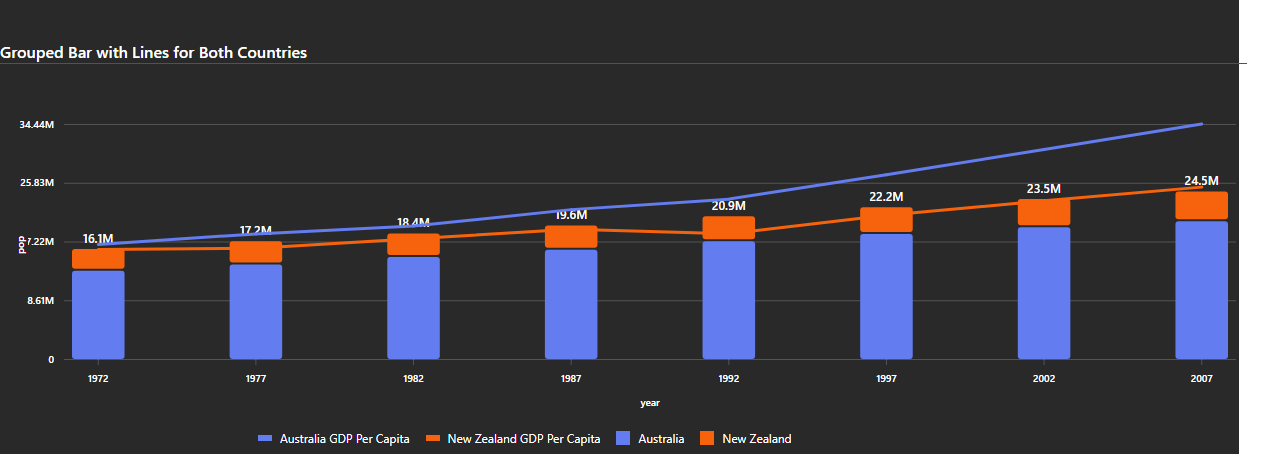 Grouped Bar with Lines for Both Countries
34.44M
25.83M
7.22M
8.61M
0
pop
16.1M
17.2M
18.4M
19.6M
20.9M
22.2M
23.5M
24.5M
1972 1977 1982 1987 1992 1997 2002 2007
year
Australia GDP Per Capita New Zealand GDP Per Capita Australia New Zealand